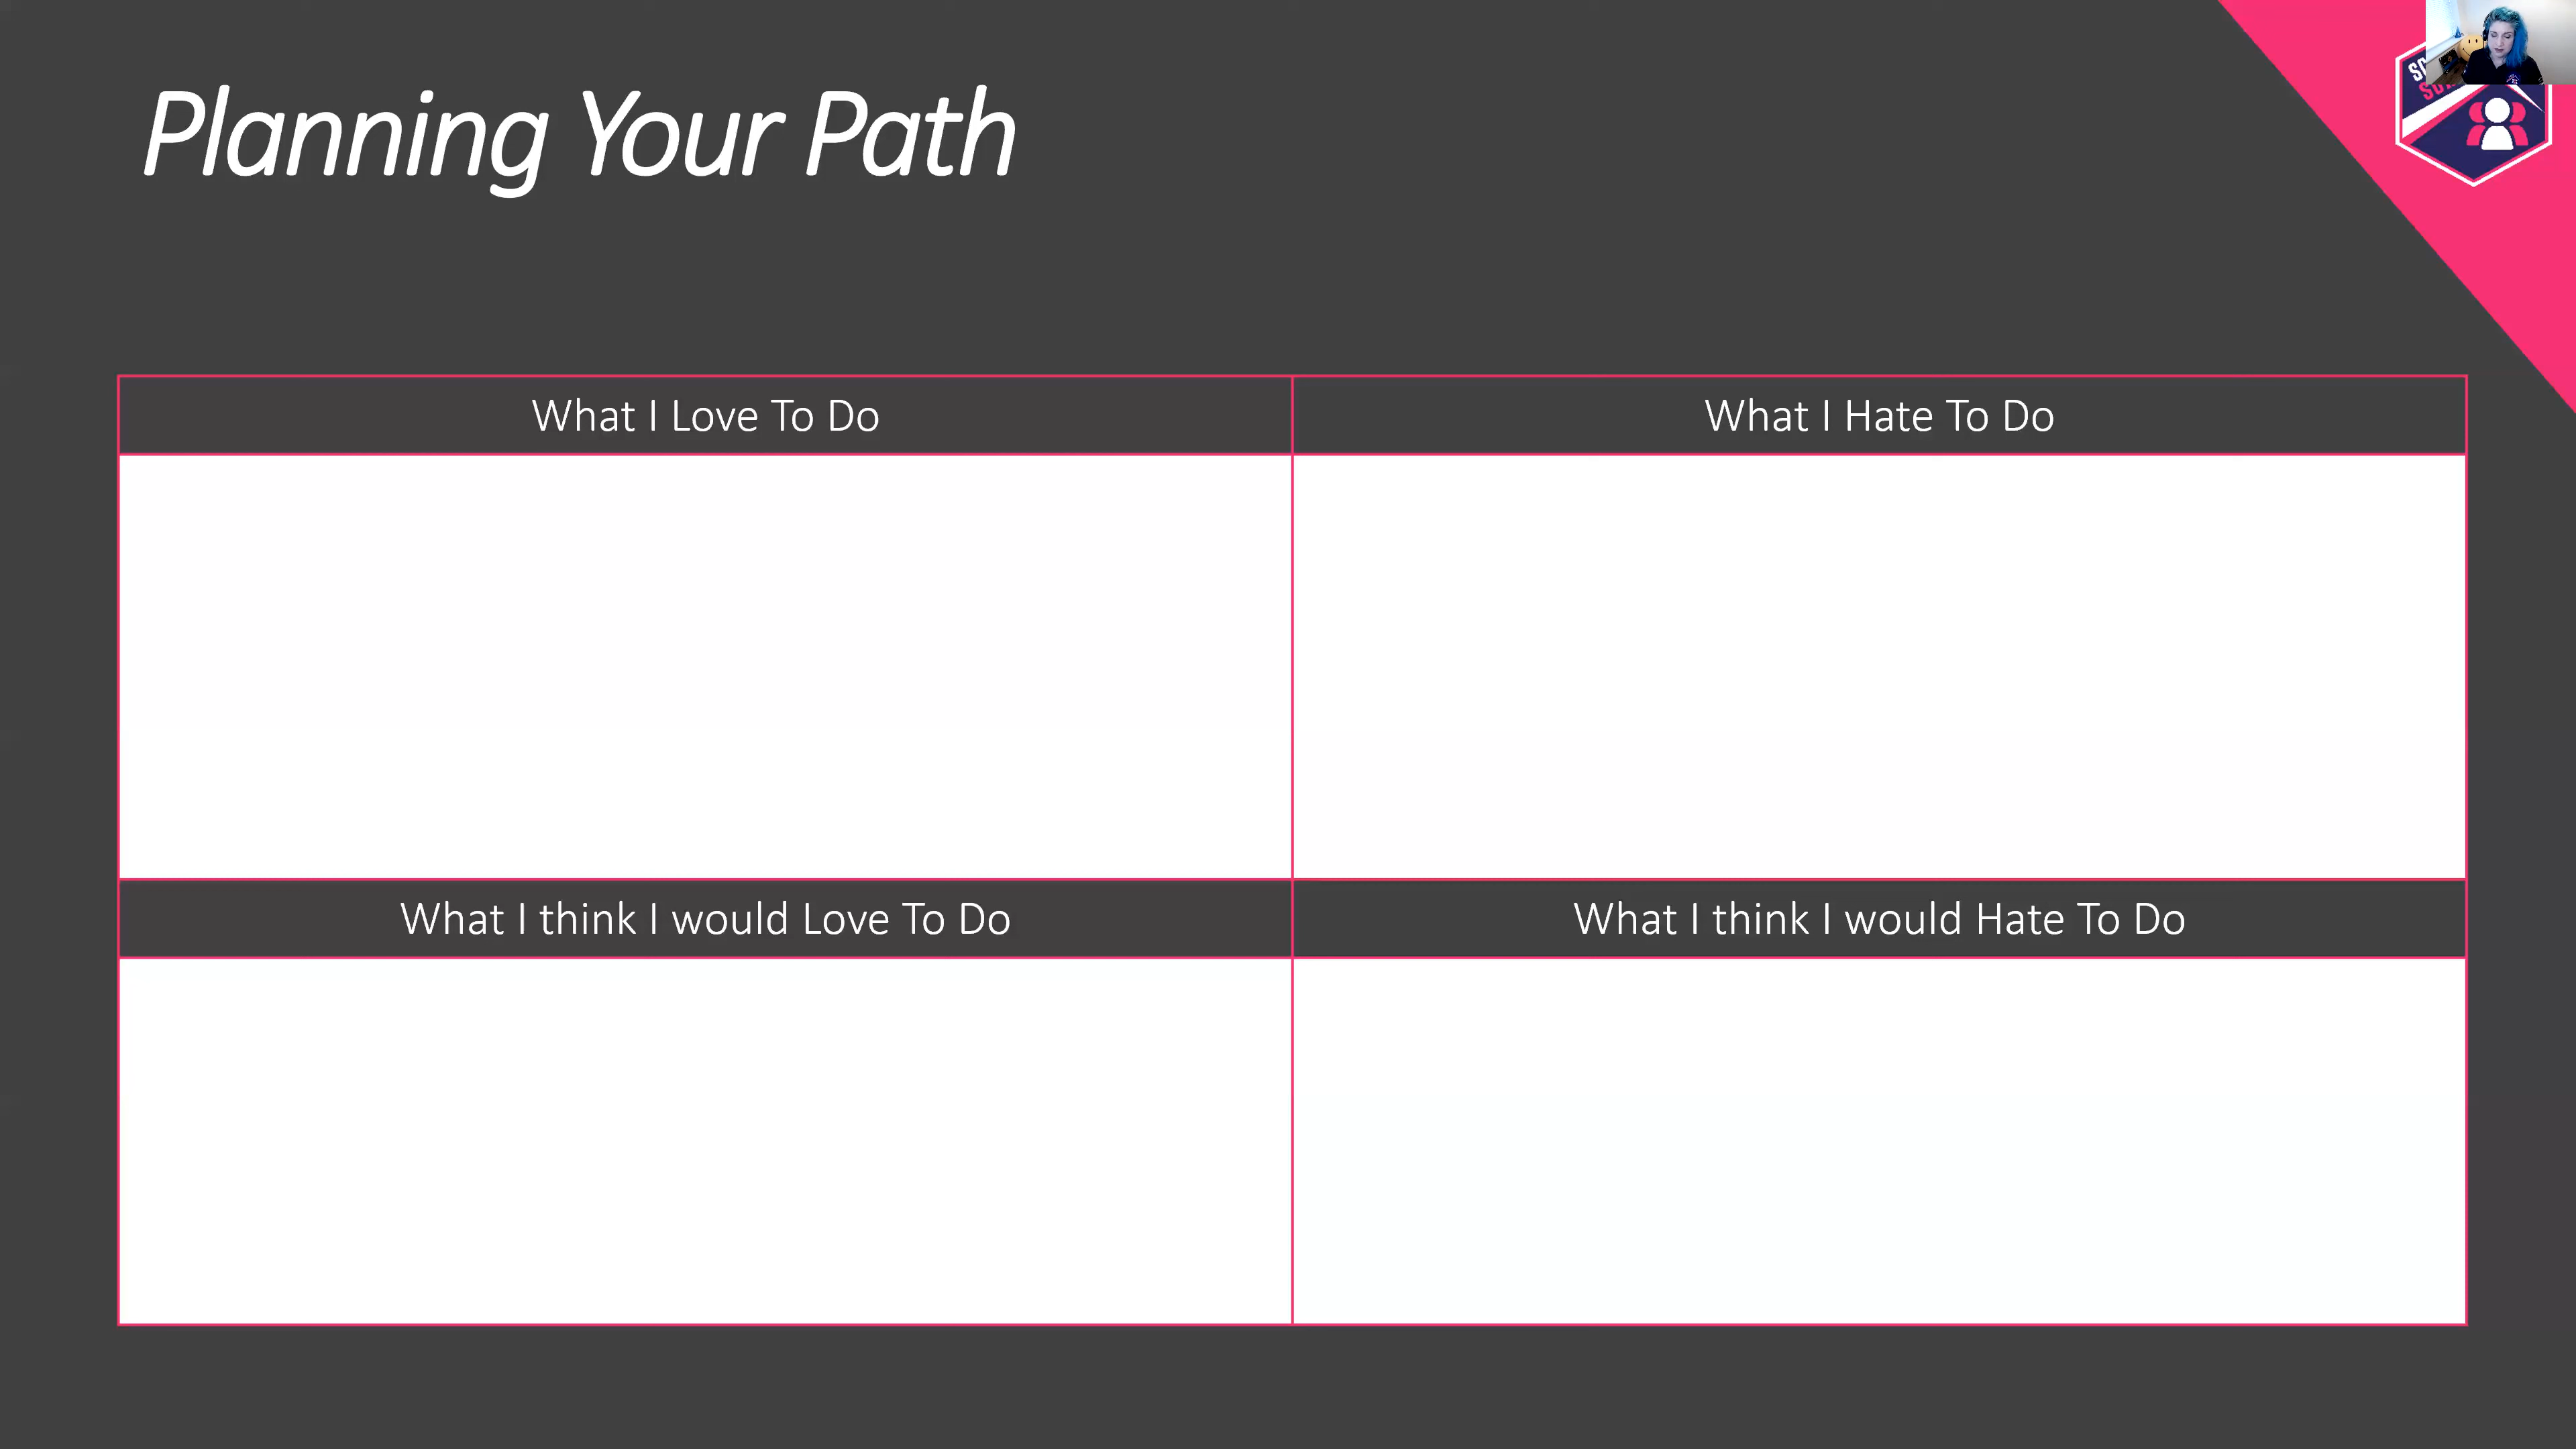 Planning Your Path
What I Love To Do
What I Hate To Do
What I think I would Love To Do
What I think I would Hate To Do